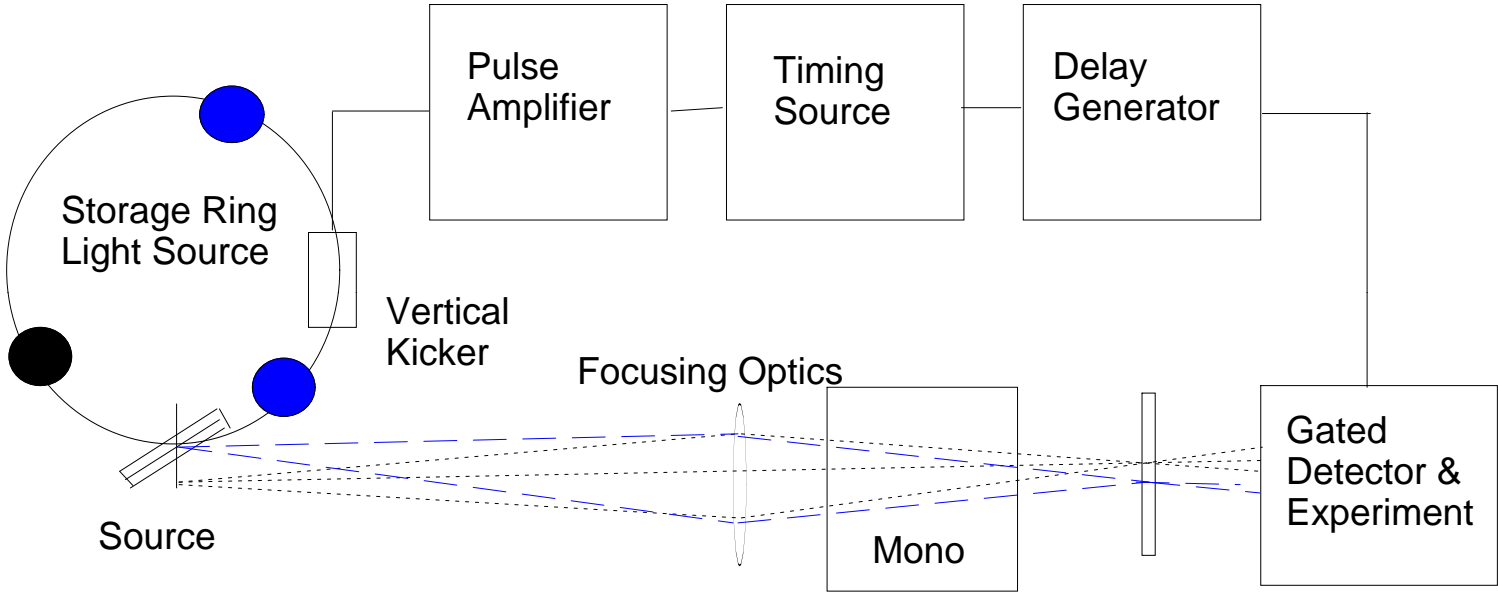 Pulse
Amplifier
Timing
Source
Delay
Generator
Storage Ring
Light Source
Vertical
Kicker
Focusing Optics
Gated
Detector &
Experiment
Source
Mono